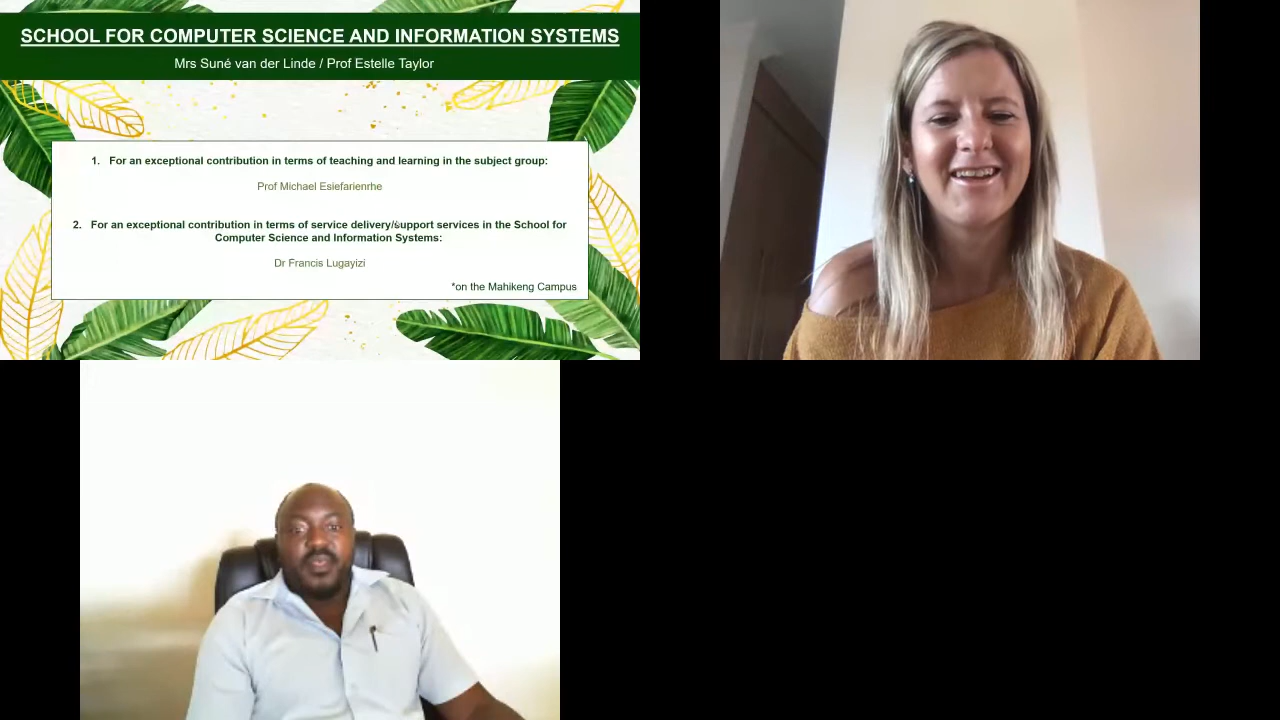 SCHOOL FOR COMPUTER SCIENCE AND INFORMATION SYSTEMS
Mrs Suné van der Linde / Prof Estelle Taylor
1. For an exceptional contribution in terms of teaching and learning in the subject group:
Prof Michael Esiefarienrhe
2. For an exceptional contribution in terms of service delivery/support services in the School for
Computer Science and Information Systems:
Dr Francis Lugayizi
*on the Mahikeng Campus